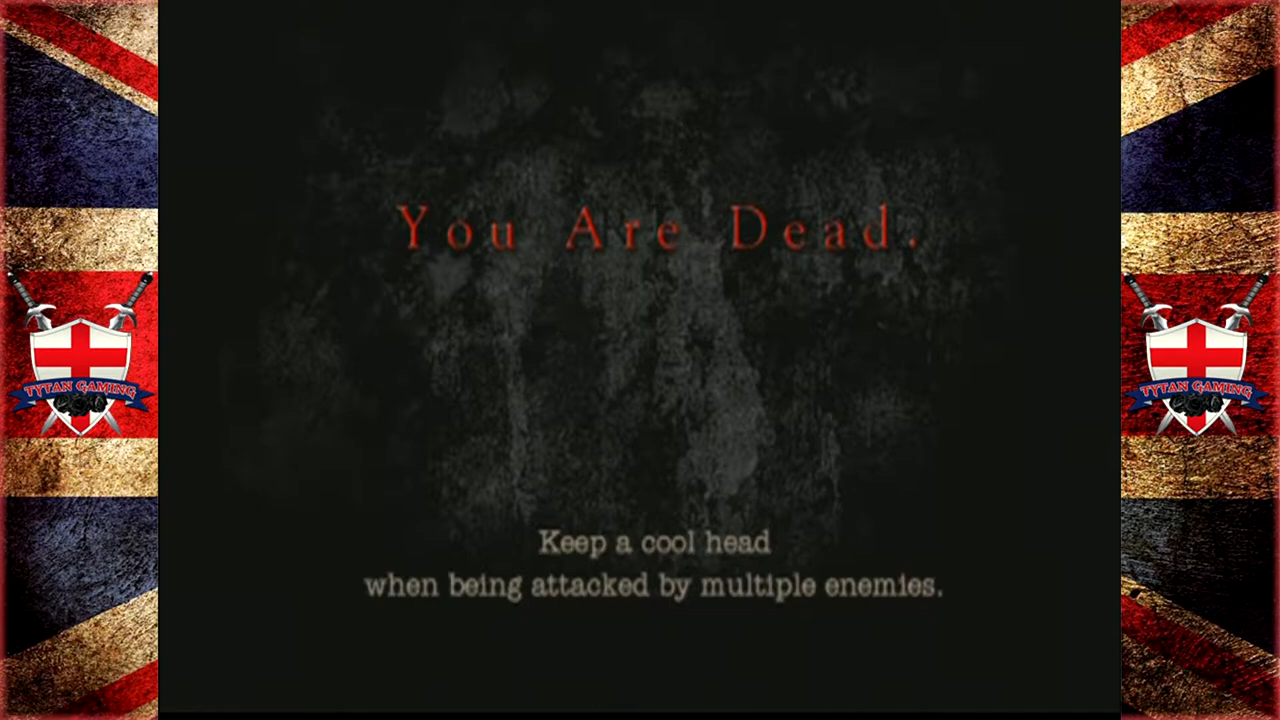 You Are Dead.
TYTAN GAMING
TYTAN GAMING
Keep a cool head
when being attacked by multiple enemies.